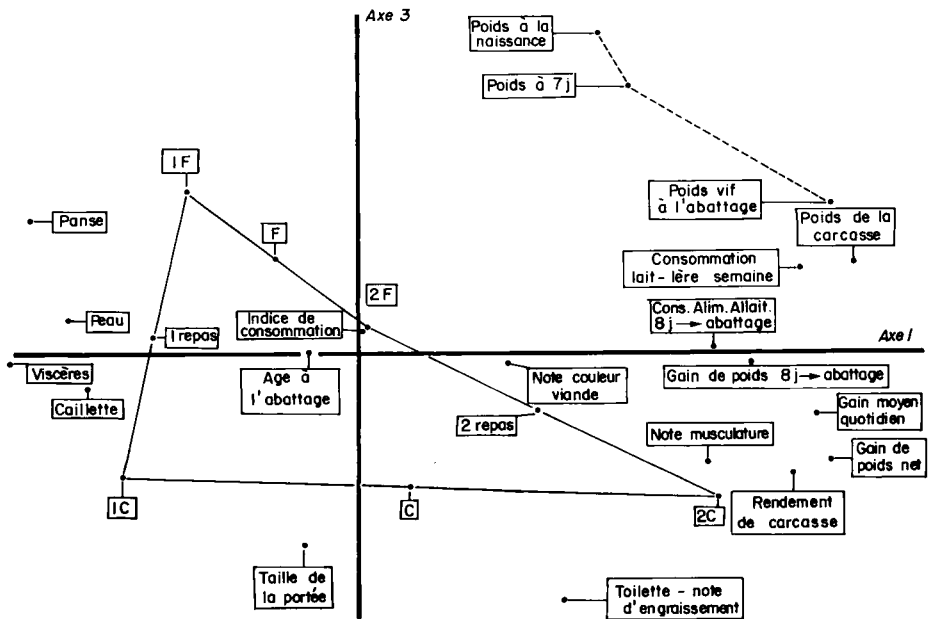 Axe 3
Poids à la
naissance
Poids à 7 j
1F
Poids vif
à l'abattage
Poids de la
carcasse
Panse
F
Consommation
lait-1ère semaine
2F
Cons. Alim. Allait.
8 j → abattage
Peau
1 repas
Indice de
consommation
Axe 1
Viscères
Age à
l'abattage
Note couleur
viande
Gain de poids 8 j → abattage
Caillette
2 repas
Note musculature
Gain moyen
quotidien
Gain de
poids net
1C
C
2C
Rendement
de carcasse
Taille de
la portée
Toilette - note
d'engraissement